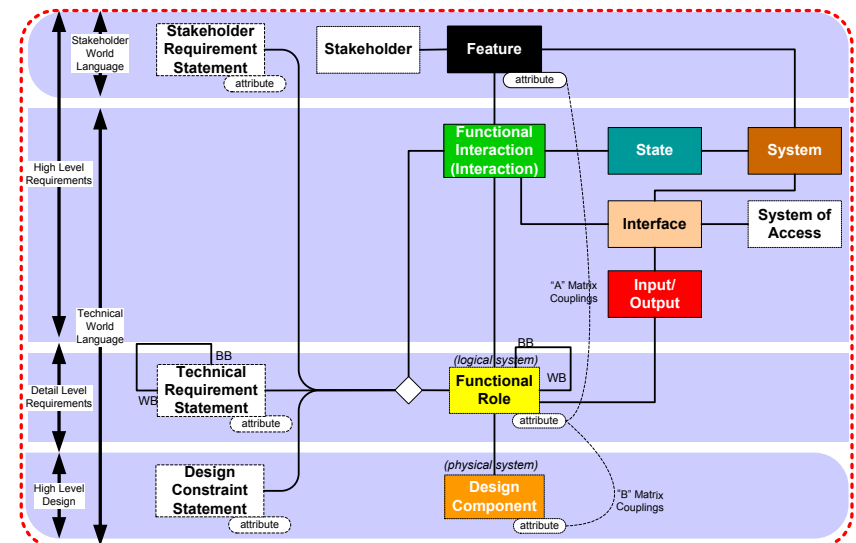 Stakeholder
World
Language
Stakeholder
Requirement
Statement
attribute
Stakeholder
Feature
attribute
Functional
Interaction
(Interaction)
State
System
High Level
Requirements
Interface
System of
Access
"A" Matrix
Couplings
Input/
Output
Technical
World
Language
BB
WB
Technical
Requirement
Statement
attribute
(logical system)
BB
WB
Functional
Role
attribute
Detail Level
Requirements
High Level
Design
Design
Constraint
Statement
attribute
(physical system)
Design
Component
attribute
"B" Matrix
Couplings